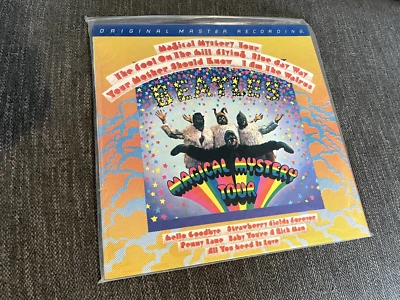 ORIGINAL MASTER RECORDING
Magical Mystery Tour
The Fool On The Hill Flying Blue Jay Way
Your Mother Should Know I Am The Walrus
BEATLES
MAGICAL MYSTERY
TOUR
Hello Goodbye Strawberry Fields Forever
Penny Lane Baby You're A Rich Man
All You Need Is Love